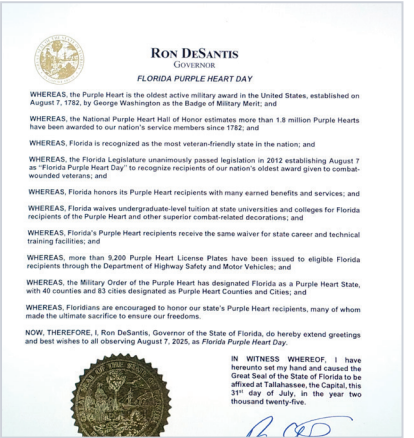 RON DESANTIS
GOVERNOR
FLORIDA PURPLE HEART DAY
WHEREAS, the Purple Heart is the oldest active military award in the United States, established on
August 7, 1782, by George Washington as the Badge of Military Merit; and
WHEREAS, the National Purple Heart Hall of Honor estimates more than 1.8 million Purple Hearts
have been awarded to our nation's service members since 1782; and
WHEREAS, Florida is recognized as the most veteran-friendly state in the nation; and
WHEREAS, the Florida Legislature unanimously passed legislation in 2012 establishing August 7
as "Florida Purple Heart Day" to recognize recipients of our nation's oldest award given to combat-
wounded veterans; and
WHEREAS, Florida honors its Purple Heart recipients with many earned benefits and services; and
WHEREAS, Florida waives undergraduate-level tuition at state universities and colleges for Florida
recipients of the Purple Heart and other superior combat-related decorations; and
WHEREAS, Florida's Purple Heart recipients receive the same waiver for state career and technical
training facilities; and
WHEREAS, more than 9,200 Purple Heart License Plates have been issued to eligible Florida
recipients through the Department of Highway Safety and Motor Vehicles; and
WHEREAS, the Military Order of the Purple Heart has designated Florida as a Purple Heart State,
with 40 counties and 83 cities designated as Purple Heart Counties and Cities; and
WHEREAS, Floridians are encouraged to honor our state's Purple Heart recipients, many of whom
made the ultimate sacrifice to ensure our freedoms.
NOW, THEREFORE, I, Ron DeSantis, Governor of the State of Florida, do hereby extend greetings
and best wishes to all observing August 7, 2025, as Florida Purple Heart Day.
IN WITNESS WHEREOF, I have
hereunto set my hand and caused the
Great Seal of the State of Florida to be
affixed at Tallahassee, the Capital, this
31st day of July, in the year two
thousand twenty-five.